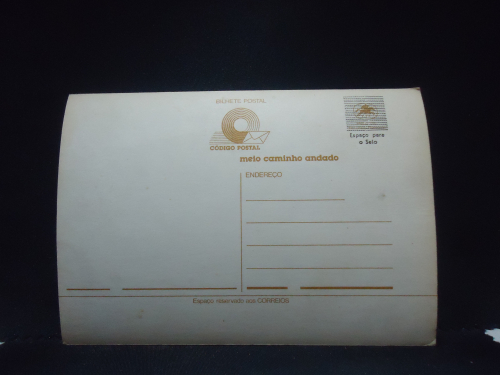 BILHETE POSTAL
CÓDIGO POSTAL
meio caminho andado
Espaço para
o Selo
ENDEREÇO
Espaço reservado aos CORREIOS